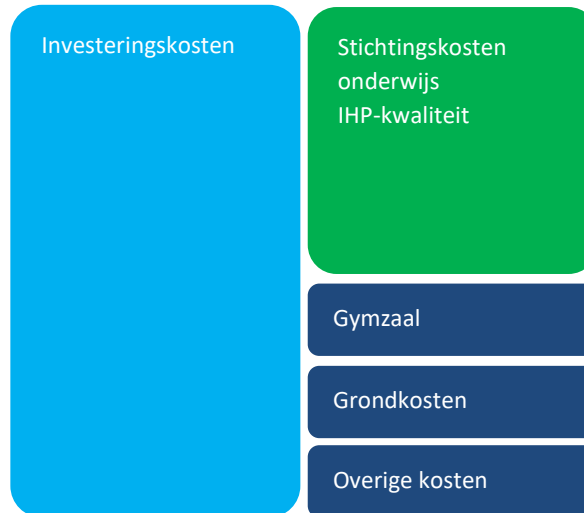 Investeringskosten
Stichtingskosten
onderwijs
IHP-kwaliteit
Gymzaal
Grondkosten
Overige kosten